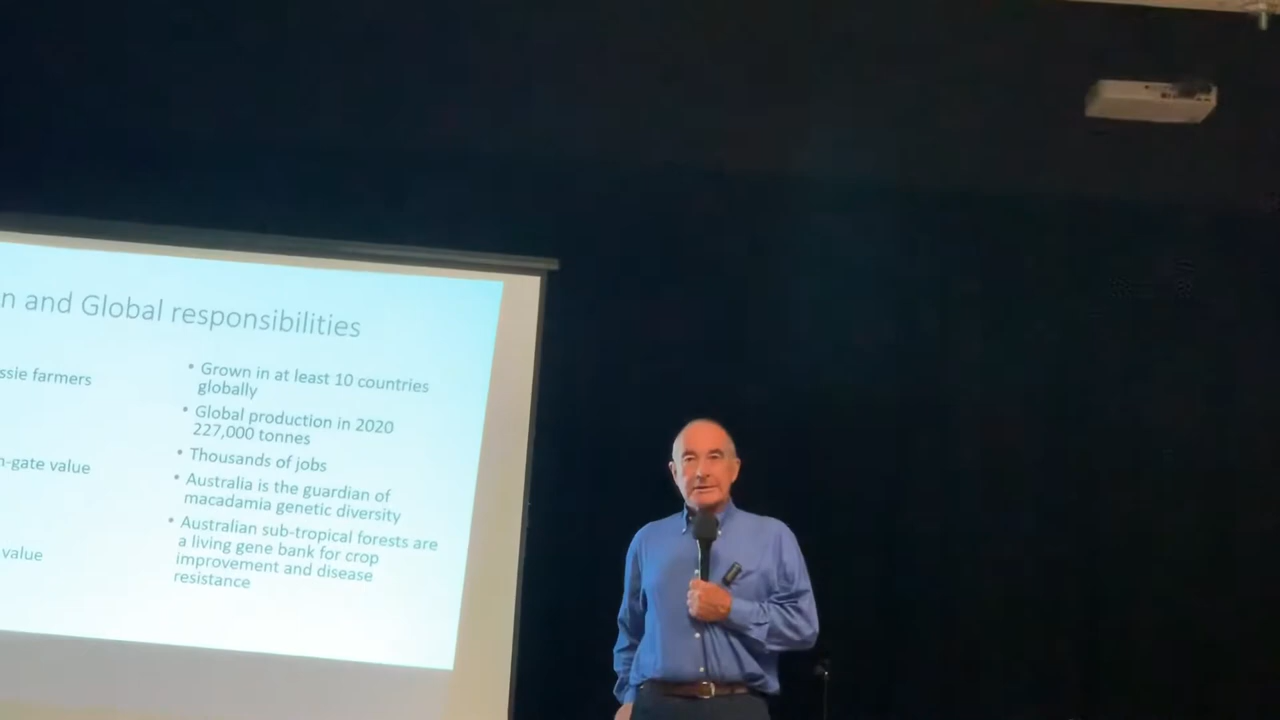 n and Global responsibilities
ssie farmers
n-gate value
value
• Grown in at least 10 countries
globally
• Global production in 2020
227,000 tonnes
• Thousands of jobs
• Australia is the guardian of
macadamia genetic diversity
• Australian sub-tropical forests are
a living gene bank for crop
improvement and disease
resistance